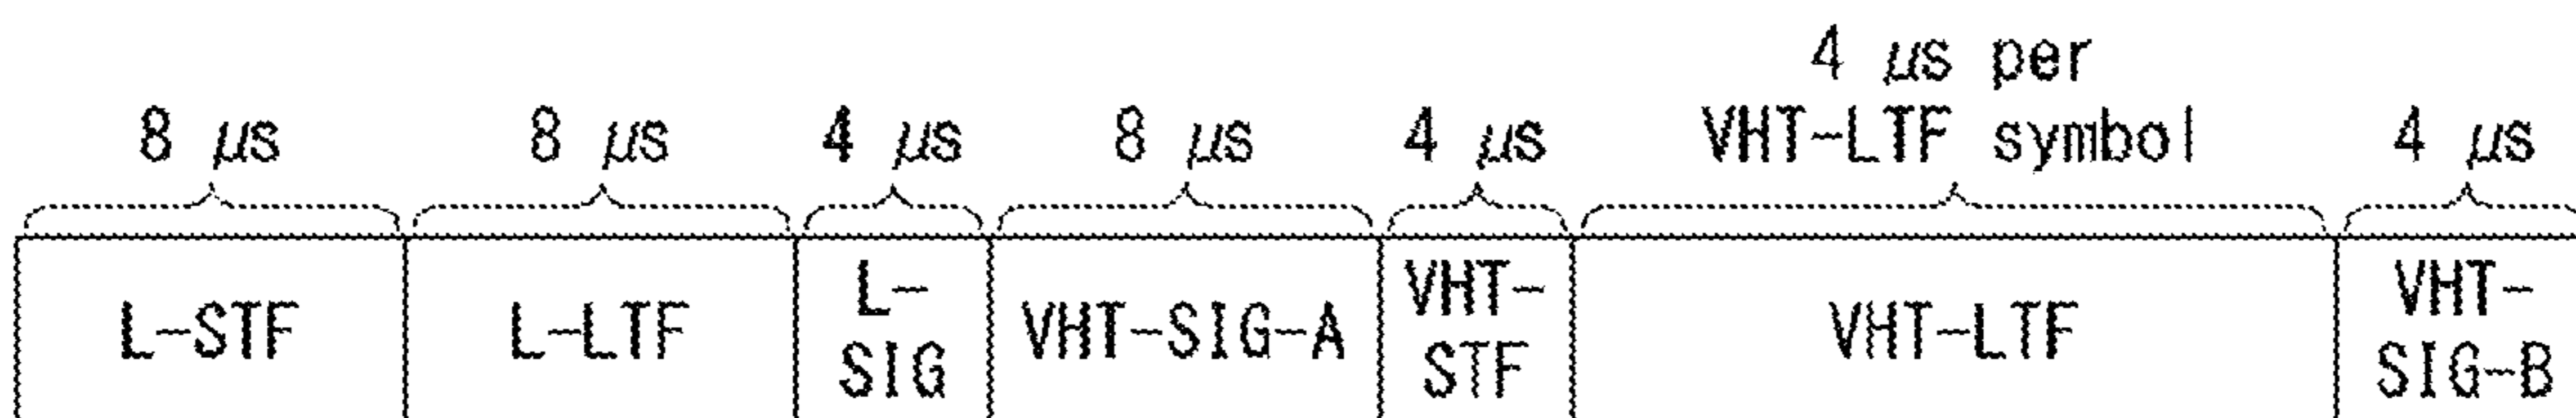 4 μs per
8 μs 8 μs 4 μs 8 μs 4 μs VHT-LTF symbol 4 μs
L-STF L-LTF L-SIG VHT-SIG-A VHT-STF VHT-LTF VHT-SIG-B